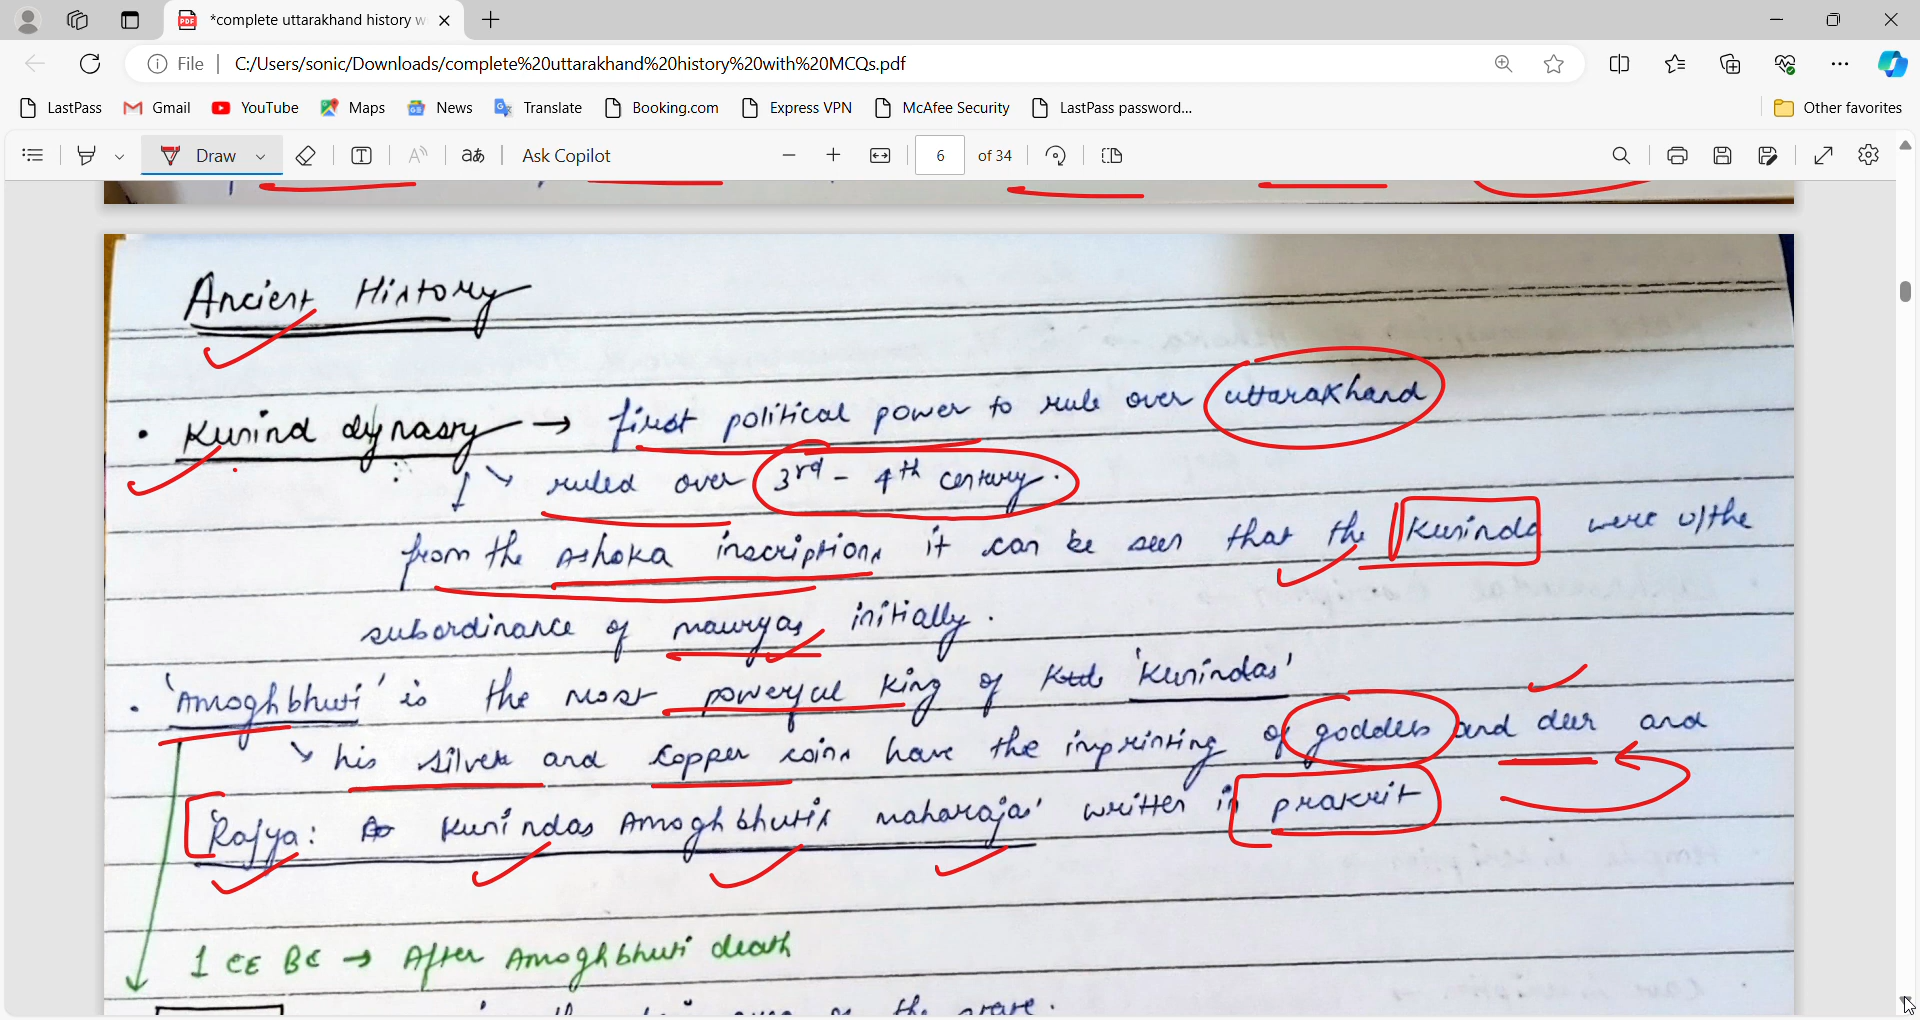 *complete uttarakhand history w
File
C:/Users/sonic/Downloads/complete%20uttarakhand%20history%20with%20MCQs.pdf
LastPass Gmail YouTube Maps News Translate Booking.com Express VPN McAfee Security LastPass password... Other favorites
Draw Ask Copilot 6 of 34
Ancient History
• Kunind dynasty → first political power to rule over uttarakhand
ruled over 3rd - 4th century.
from the Ashoka inscriptions it can be seen that the Kuninda were u/the
subordinance of mauryas initially.
• 'Amoghbhuti' is the most powerful King of 'Kunindas'
his silver and copper coins have the imprinting of goddess and deer and
'Rajya: Kunindas Amoghbhutis maharajas' written in prakrit
1 CE BC → After Amoghbhuti death
the